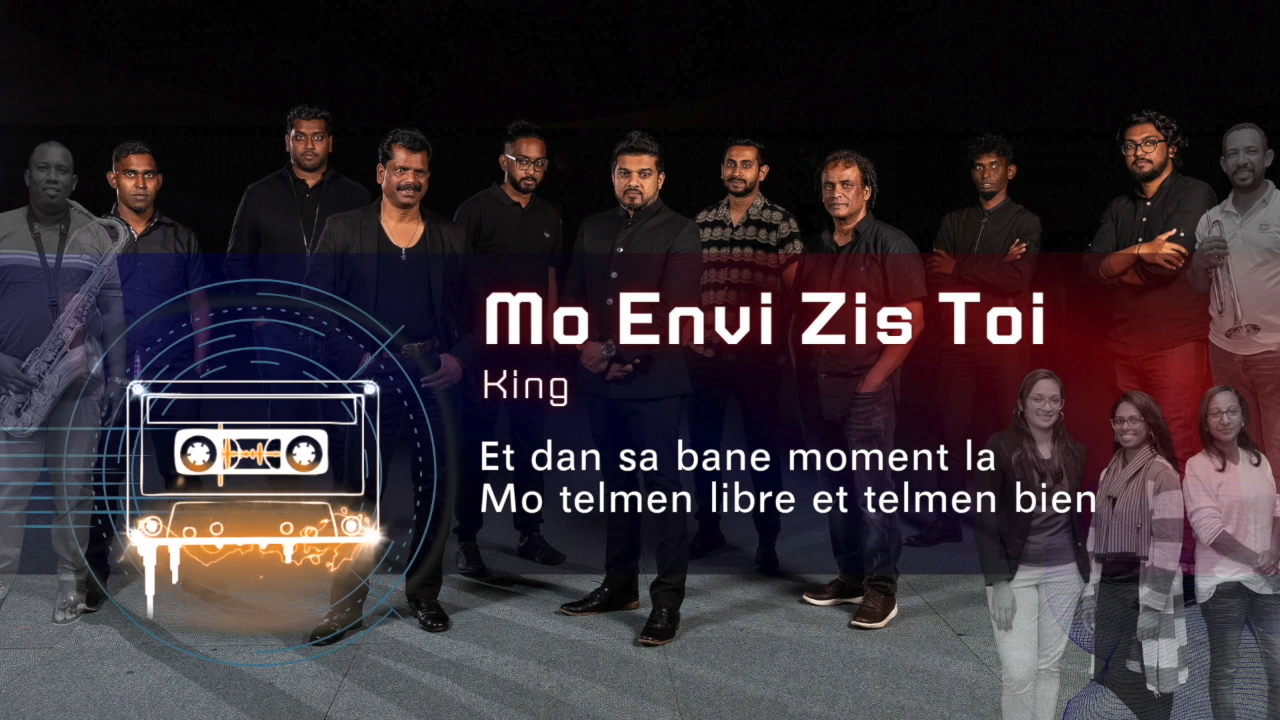 Mo Envi Zis Toi
King
Et dan sa bane moment la
Mo telmen libre et telmen bien